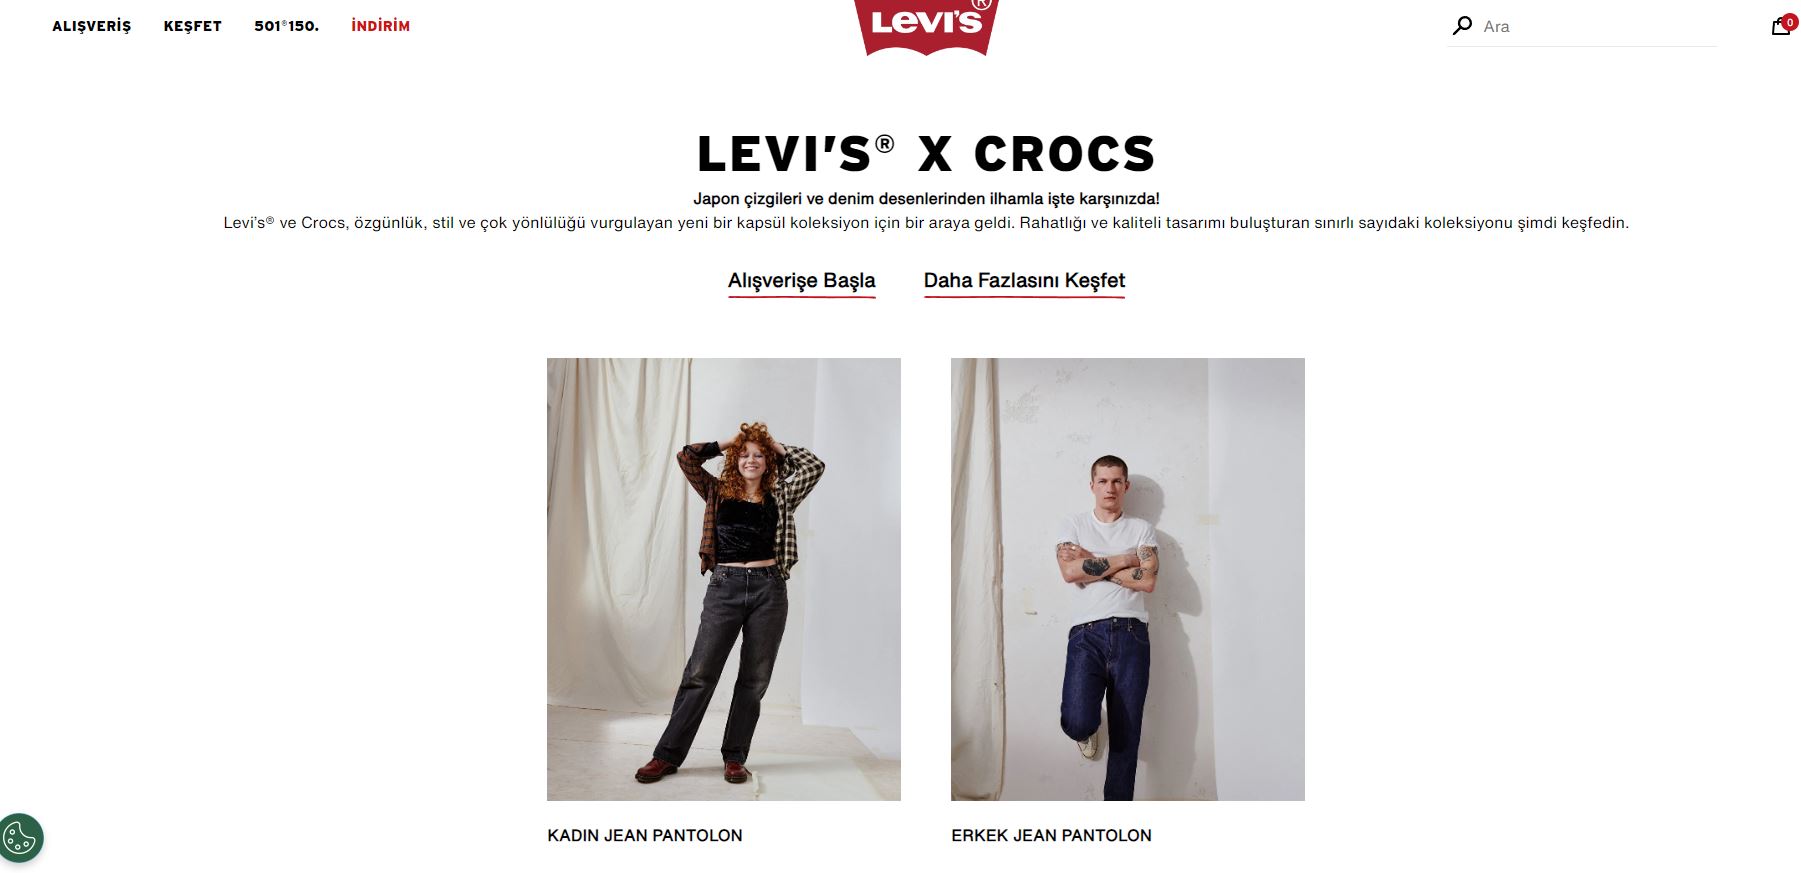 ALIŞVERİŞ
KEŞFET
501®150.
İNDİRİM
LEVI'S®
Ara
0
LEVI'S® X CROCS
Japon çizgileri ve denim desenlerinden ilhamla işte karşınızda!
Levi's® ve Crocs, özgünlük, stil ve çok yönlülüğü vurgulayan yeni bir kapsül koleksiyon için bir araya geldi. Rahatlığı ve kaliteli tasarımı buluşturan sınırlı sayıdaki koleksiyonu şimdi keşfedin.
Alışverişe Başla
Daha Fazlasını Keşfet
KADIN JEAN PANTOLON
ERKEK JEAN PANTOLON